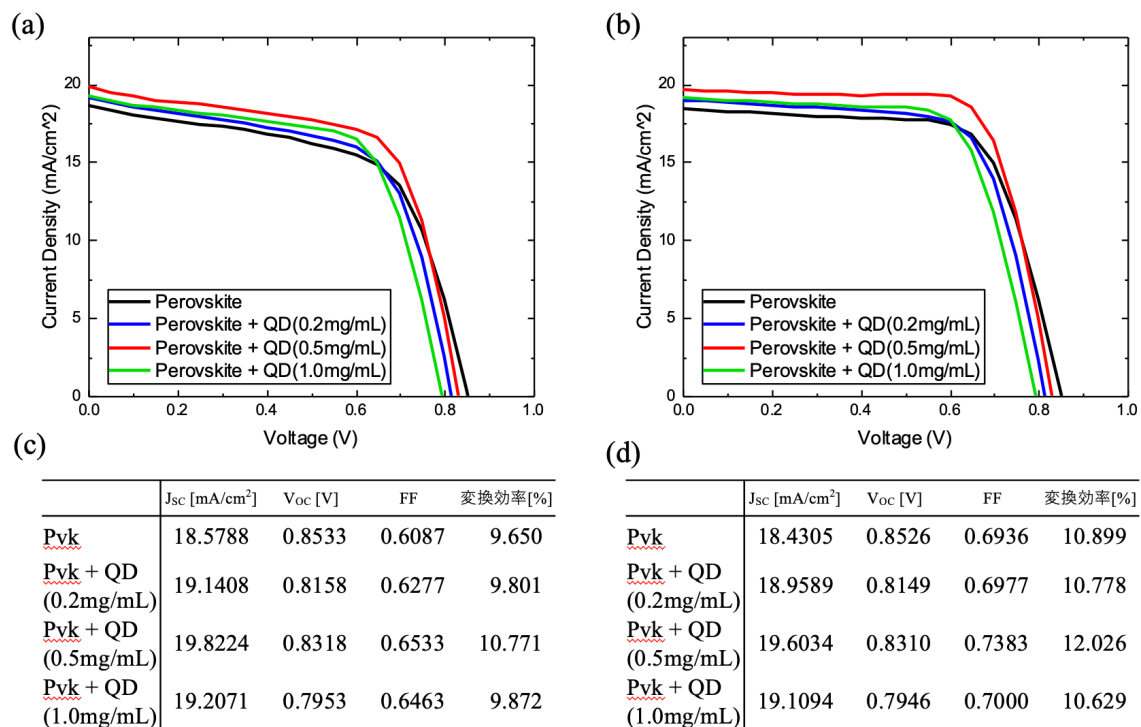 (a)
Current Density (mA/cm^2)
20
15
10
5
0
0.0 0.2 0.4 0.6 0.8 1.0
Voltage (V)
Perovskite
Perovskite + QD(0.2mg/mL)
Perovskite + QD(0.5mg/mL)
Perovskite + QD(1.0mg/mL)
(b)
Current Density (mA/cm^2)
20
15
10
5
0
0.0 0.2 0.4 0.6 0.8 1.0
Voltage (V)
Perovskite
Perovskite + QD(0.2mg/mL)
Perovskite + QD(0.5mg/mL)
Perovskite + QD(1.0mg/mL)
(c)
JSC [mA/cm²] VOC [V] FF 変換効率[%]
Pvk 18.5788 0.8533 0.6087 9.650
Pvk + QD
(0.2mg/mL) 19.1408 0.8158 0.6277 9.801
Pvk + QD
(0.5mg/mL) 19.8224 0.8318 0.6533 10.771
Pvk + QD
(1.0mg/mL) 19.2071 0.7953 0.6463 9.872
(d)
JSC [mA/cm²] VOC [V] FF 変換効率[%]
Pvk 18.4305 0.8526 0.6936 10.899
Pvk + QD
(0.2mg/mL) 18.9589 0.8149 0.6977 10.778
Pvk + QD
(0.5mg/mL) 19.6034 0.8310 0.7383 12.026
Pvk + QD
(1.0mg/mL) 19.1094 0.7946 0.7000 10.629